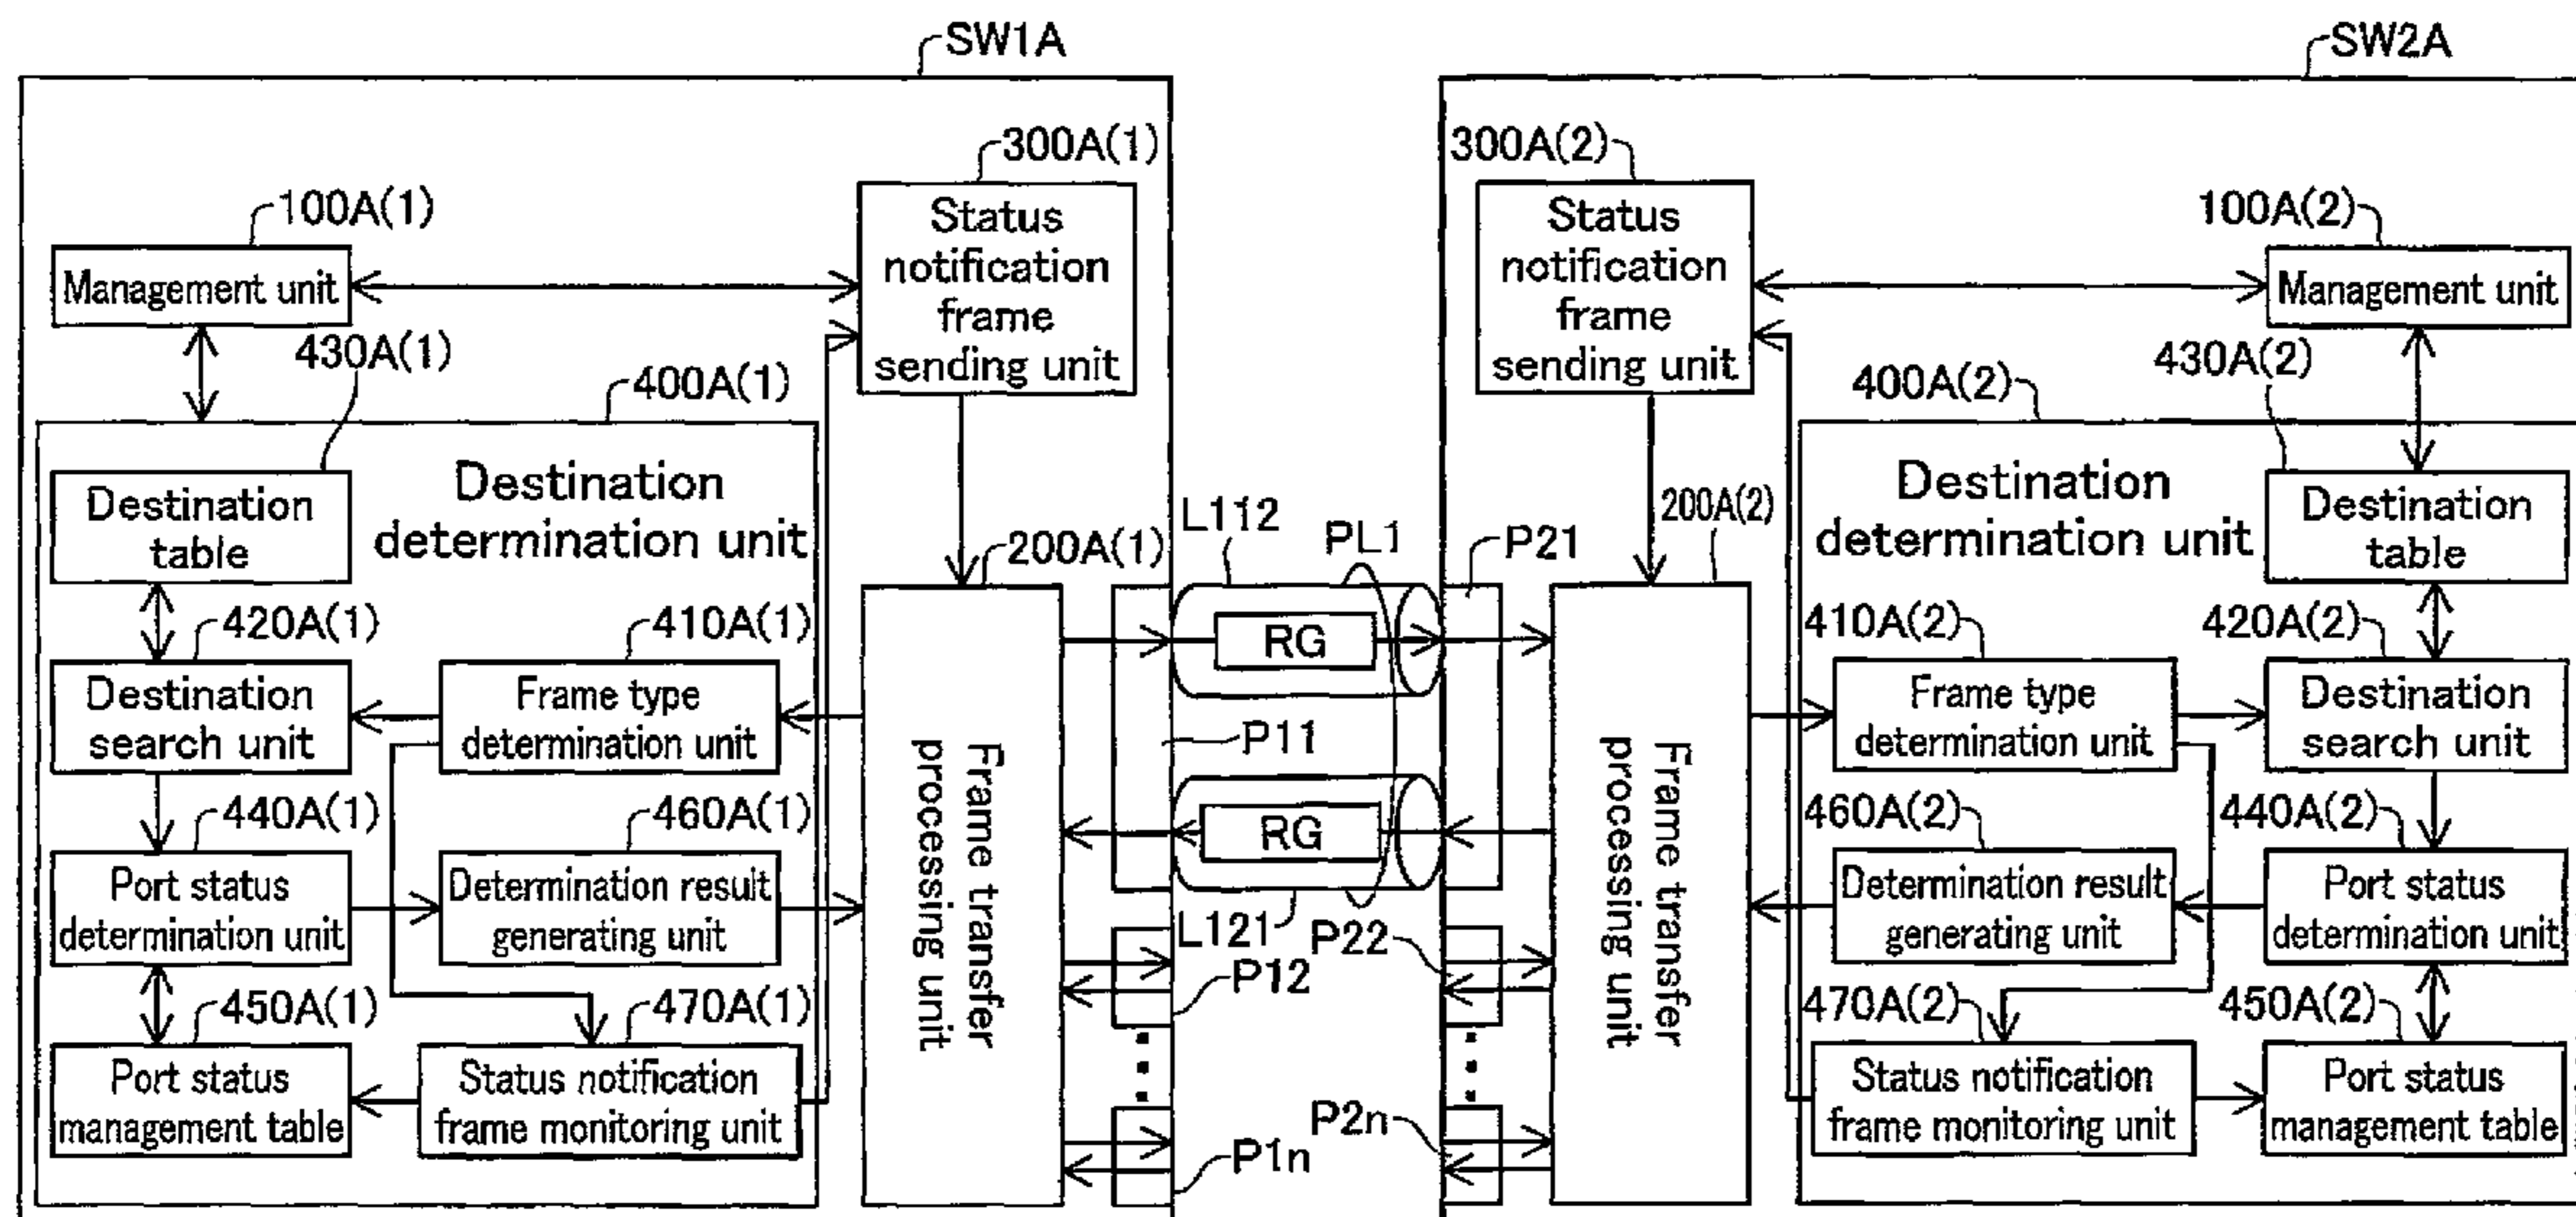 SW1A
SW2A
300A(1)
300A(2)
100A(1)
100A(2)
Status
notification
frame
sending unit
Status
notification
frame
sending unit
Management unit
Management unit
430A(1)
430A(2)
400A(1)
400A(2)
Destination
table
Destination
determination unit
Destination
determination unit
Destination
table
200A(1)
L112
PL1
P21
200A(2)
420A(1)
410A(1)
RG
410A(2)
420A(2)
Destination
search unit
Frame type
determination unit
P11
Frame type
determination unit
Destination
search unit
Frame transfer
processing unit
Frame transfer
processing unit
440A(1)
460A(1)
RG
460A(2)
440A(2)
Port status
determination unit
Determination result
generating unit
L121
P22
Determination result
generating unit
Port status
determination unit
P12
450A(1)
470A(1)
470A(2)
450A(2)
Port status
management table
Status notification
frame monitoring unit
P1n
P2n
Status notification
frame monitoring unit
Port status
management table